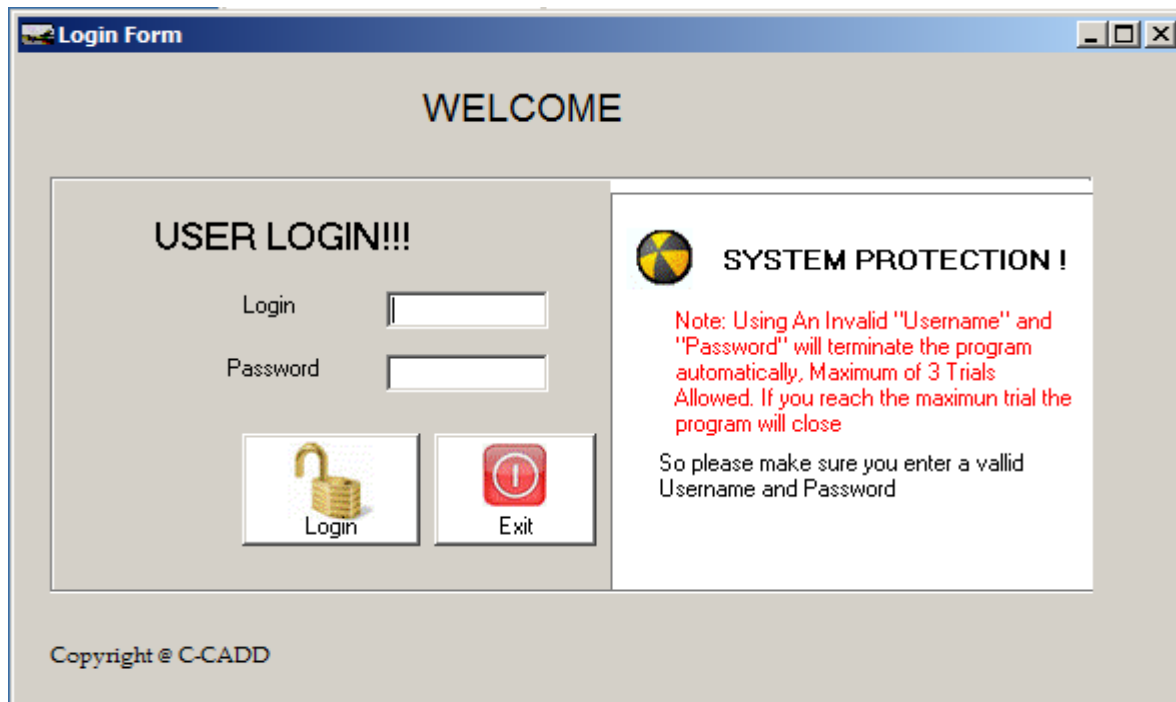 Login Form
WELCOME
USER LOGIN!!!
Login
Password
Login
Exit
SYSTEM PROTECTION !
Note: Using An Invalid "Username" and
"Password" will terminate the program
automatically, Maximum of 3 Trials
Allowed. If you reach the maximun trial the
program will close
So please make sure you enter a vallid
Username and Password
Copyright @ C-CADD